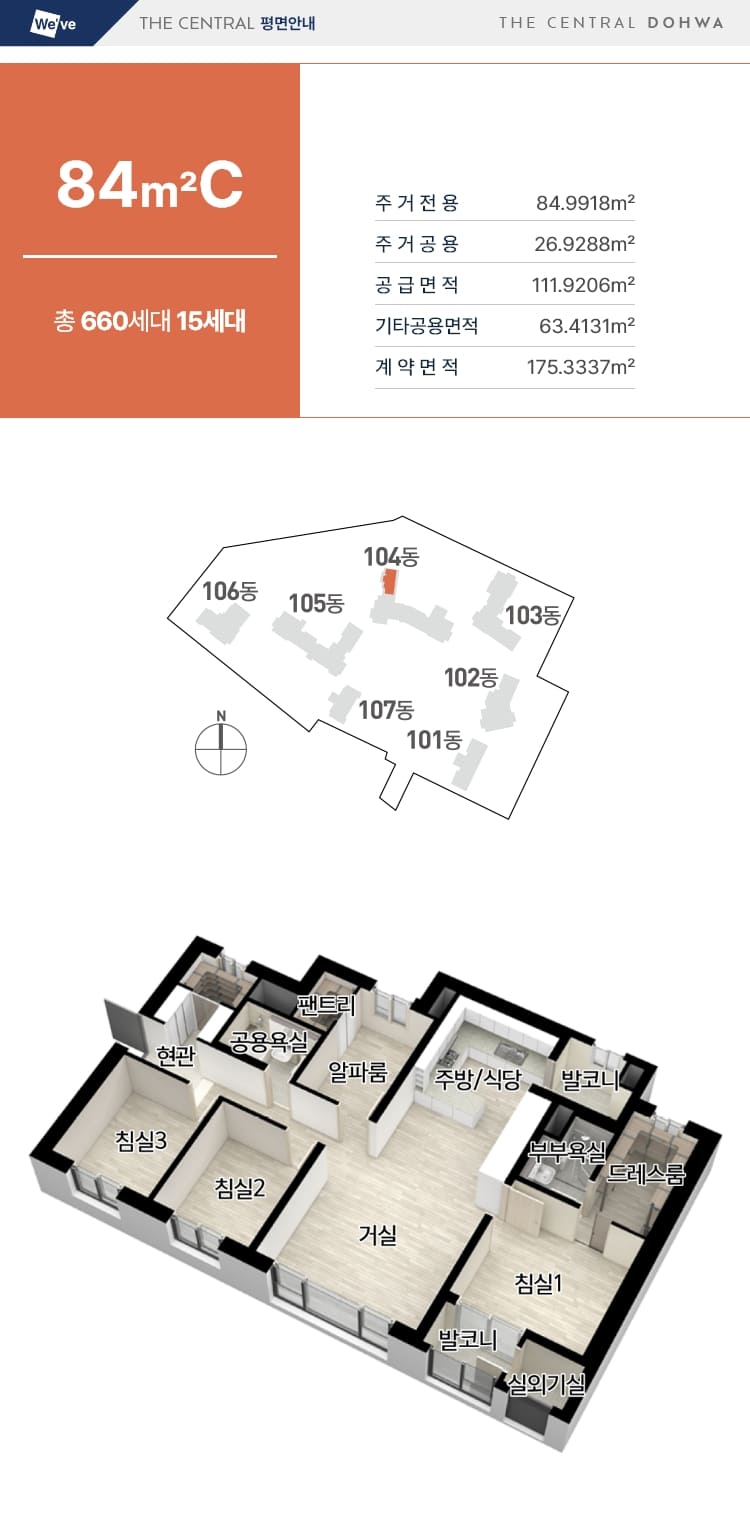 We've THE CENTRAL 평면안내 THE CENTRAL DOHWA
84m²C
총 660세대 15세대
주거전용 84.9918m²
주거공용 26.9288m²
공급면적 111.9206m²
기타공용면적 63.4131m²
계약면적 175.3337m²
104동
106동
105동
103동
102동
107동
101동
N
팬트리
현관
공용욕실
알파룸
주방/식당
발코니
침실3
부부욕실
드레스룸
침실2
거실
침실1
발코니
실외기실